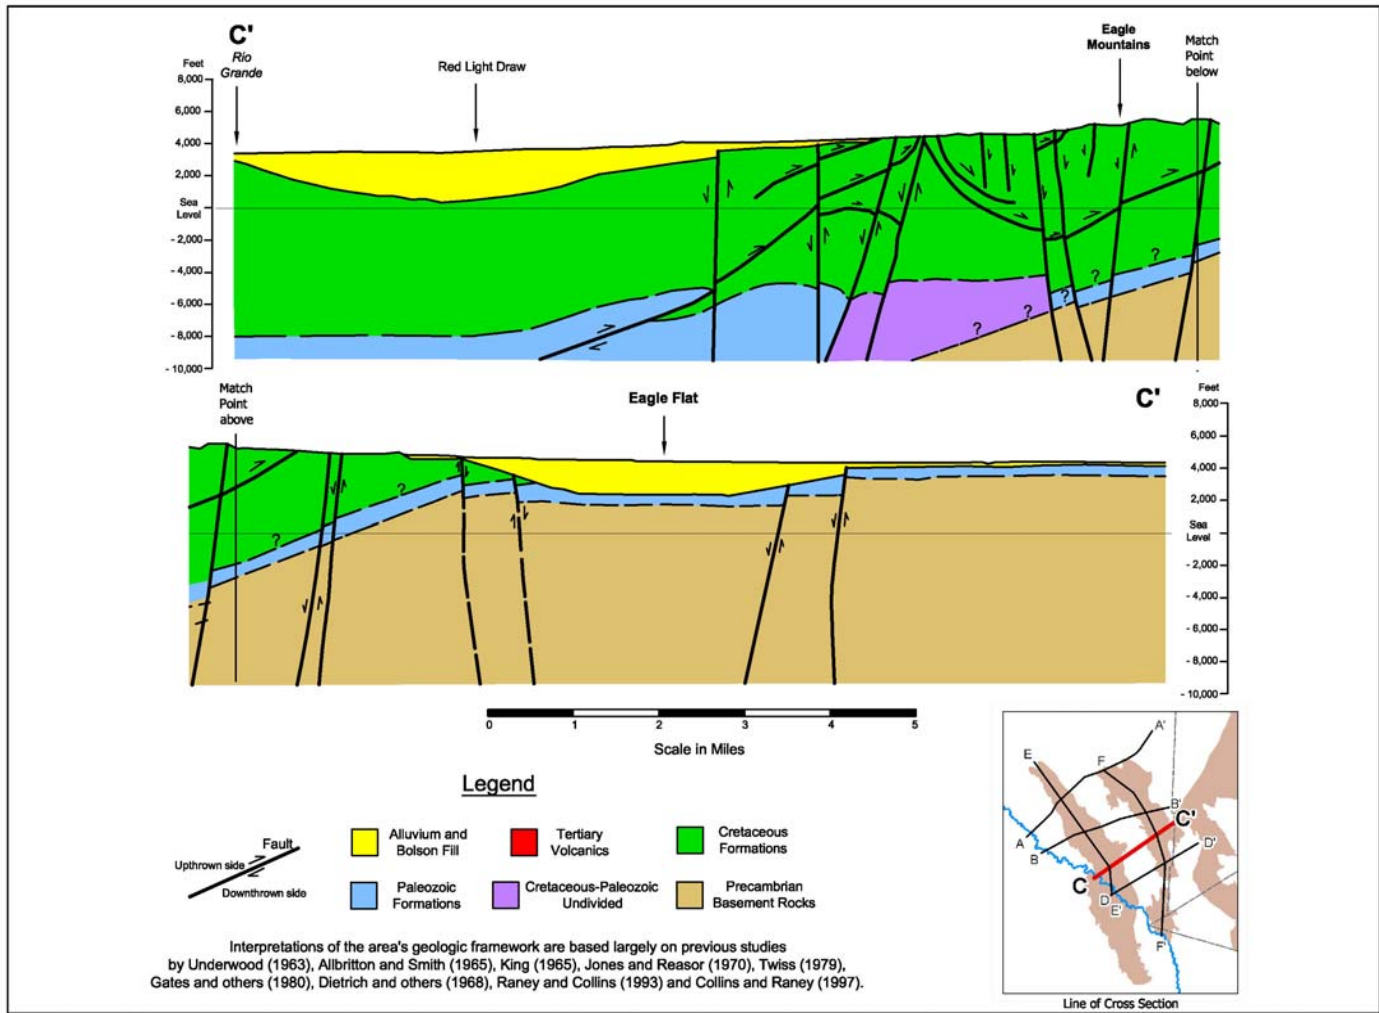 C'
Rio
Grande
Red Light Draw
Eagle
Mountains
Match
Point
below
Feet
8,000
6,000
4,000
2,000
Sea
Level
- 2,000
- 4,000
- 6,000
- 8,000
- 10,000
?
?
?
?
?
Match
Point
above
Eagle Flat
C'
Feet
8,000
6,000
4,000
2,000
Sea
Level
- 2,000
- 4,000
- 6,000
- 8,000
- 10,000
?
?
0 1 2 3 4 5
Scale in Miles
Legend
Fault
Upthrown side
Downthrown side
Alluvium and
Bolson Fill
Tertiary
Volcanics
Cretaceous
Formations
Paleozoic
Formations
Cretaceous-Paleozoic
Undivided
Precambrian
Basement Rocks
Interpretations of the area's geologic framework are based largely on previous studies
by Underwood (1963), Allbritton and Smith (1965), King (1965), Jones and Reasor (1970), Twiss (1979),
Gates and others (1980), Dietrich and others (1968), Raney and Collins (1993) and Collins and Raney (1997).
A'
E
F
B'
C'
A
B
D'
C
D
E'
F'
Line of Cross Section